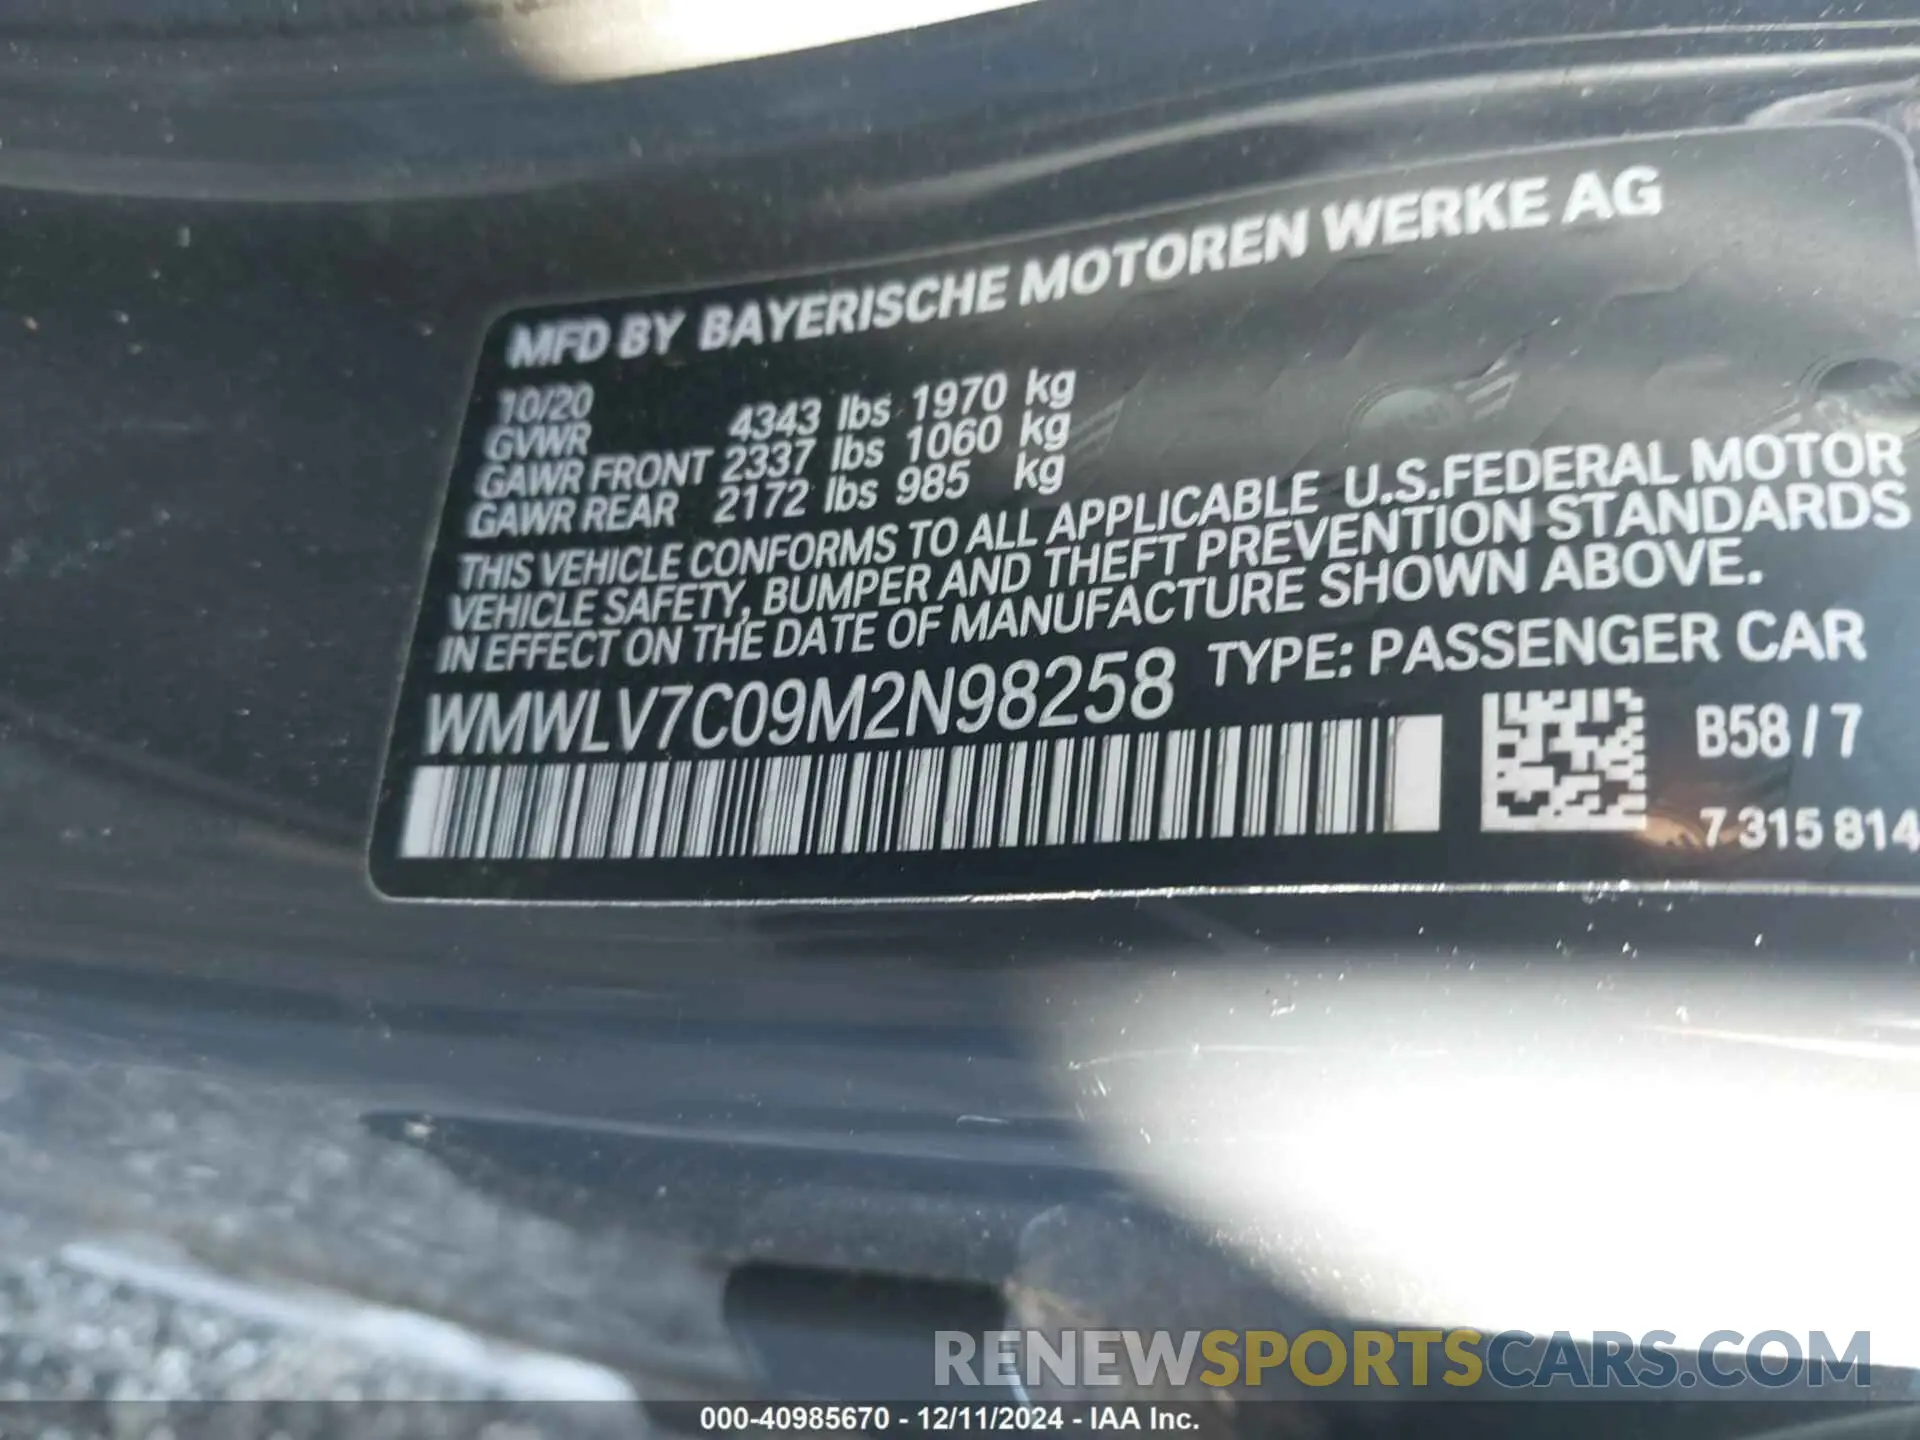 MFD BY BAYERISCHE MOTOREN WERKE AG
10/20
GVWR 4343 lbs 1970 kg
GAWR FRONT 2337 lbs 1060 kg
GAWR REAR 2172 lbs 985 kg
THIS VEHICLE CONFORMS TO ALL APPLICABLE U.S.FEDERAL MOTOR
VEHICLE SAFETY, BUMPER AND THEFT PREVENTION STANDARDS
IN EFFECT ON THE DATE OF MANUFACTURE SHOWN ABOVE.
WMWLV7C09M2N98258 TYPE: PASSENGER CAR
B58 / 7
7 315 814
RENEWSPORTSCARS.COM
000-40985670 - 12/11/2024 - IAA Inc.